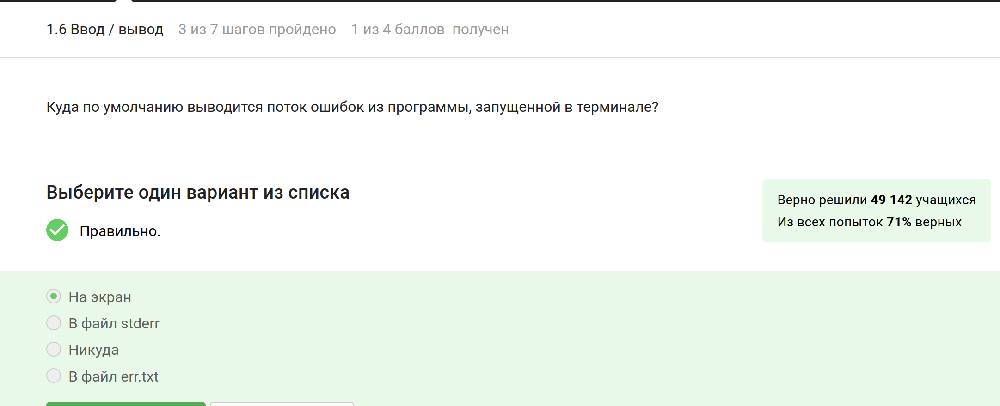 1.6 Ввод / вывод 3 из 7 шагов пройдено 1 из 4 баллов получен
Куда по умолчанию выводится поток ошибок из программы, запущенной в терминале?
Выберите один вариант из списка
Правильно.
Верно решили 49 142 учащихся
Из всех попыток 71% верных
На экран
В файл stderr
Никуда
В файл err.txt